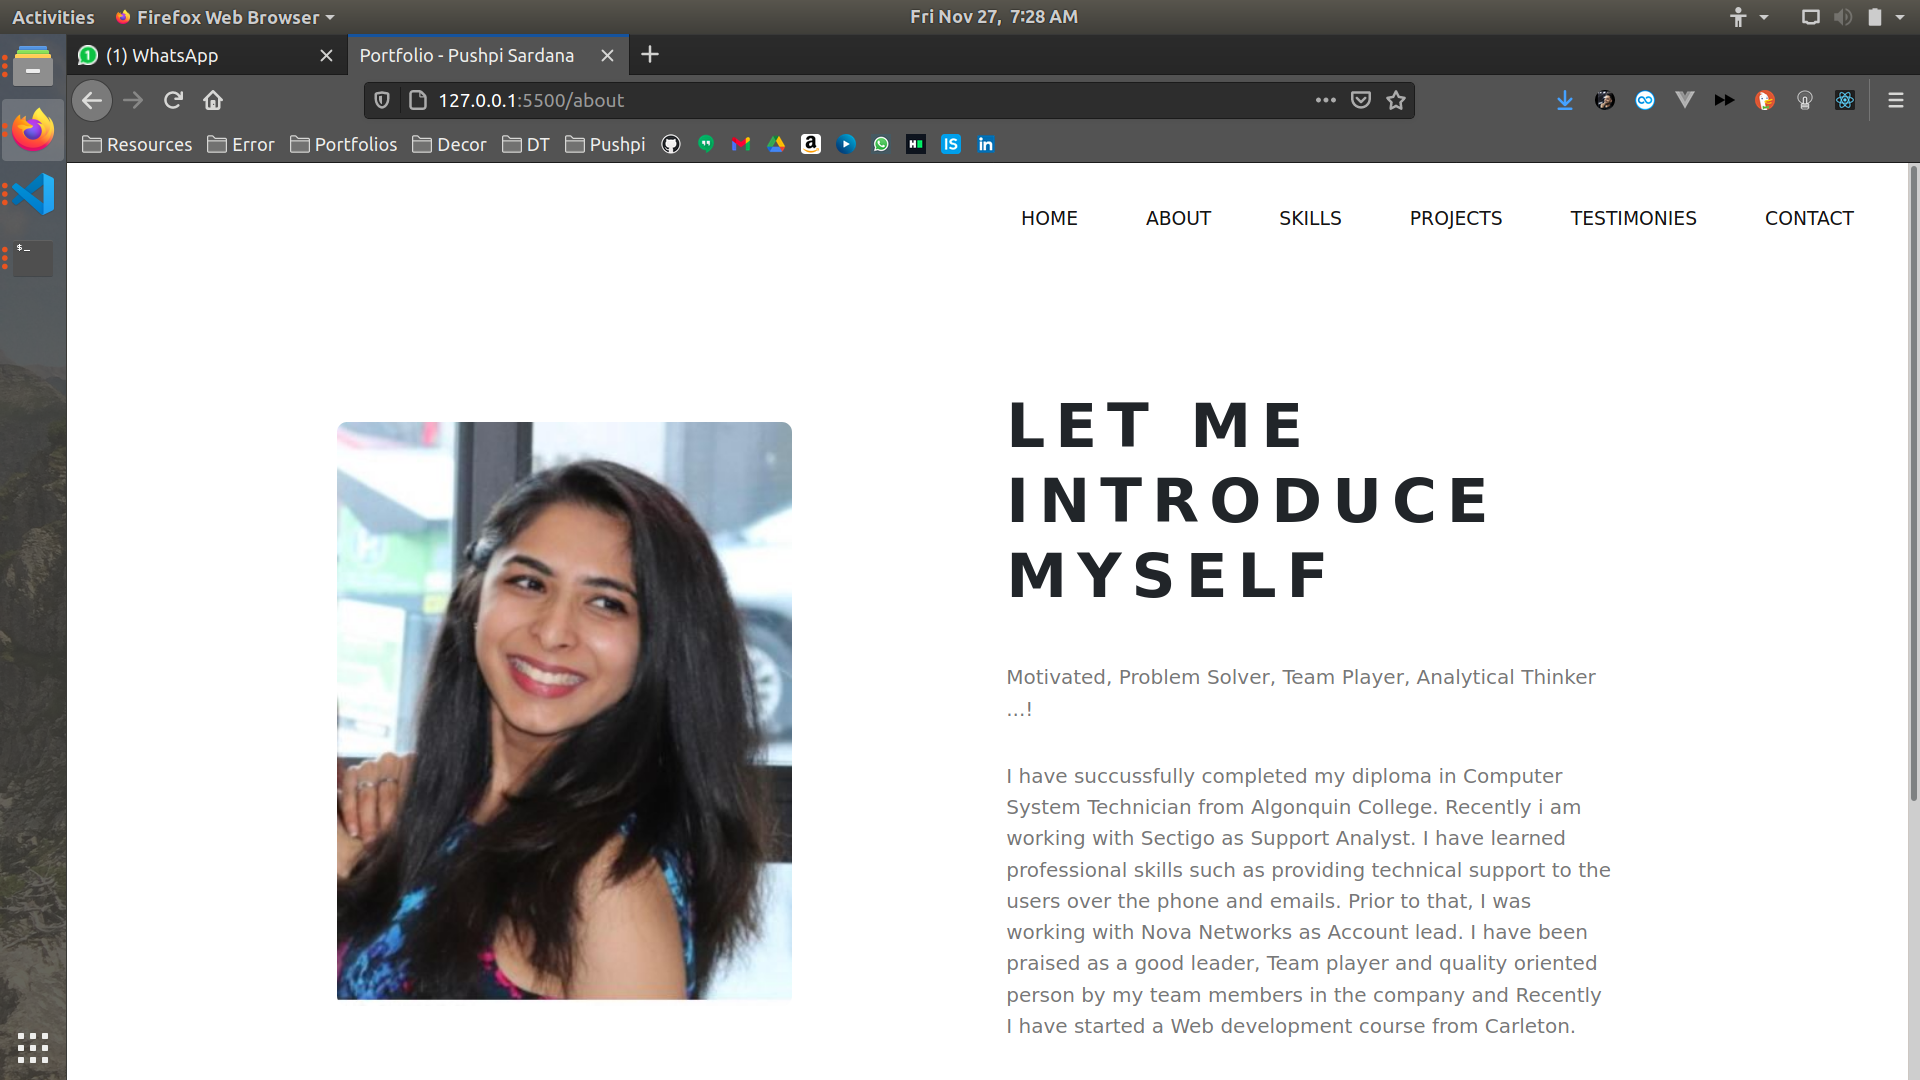 Activities Firefox Web Browser Fri Nov 27, 7:28 AM
(1) WhatsApp Portfolio - Pushpi Sardana
127.0.0.1:5500/about
Resources Error Portfolios Decor DT Pushpi
HOME ABOUT SKILLS PROJECTS TESTIMONIES CONTACT
LET ME
INTRODUCE
MYSELF
Motivated, Problem Solver, Team Player, Analytical Thinker
...!
I have succussfully completed my diploma in Computer
System Technician from Algonquin College. Recently i am
working with Sectigo as Support Analyst. I have learned
professional skills such as providing technical support to the
users over the phone and emails. Prior to that, I was
working with Nova Networks as Account lead. I have been
praised as a good leader, Team player and quality oriented
person by my team members in the company and Recently
I have started a Web development course from Carleton.